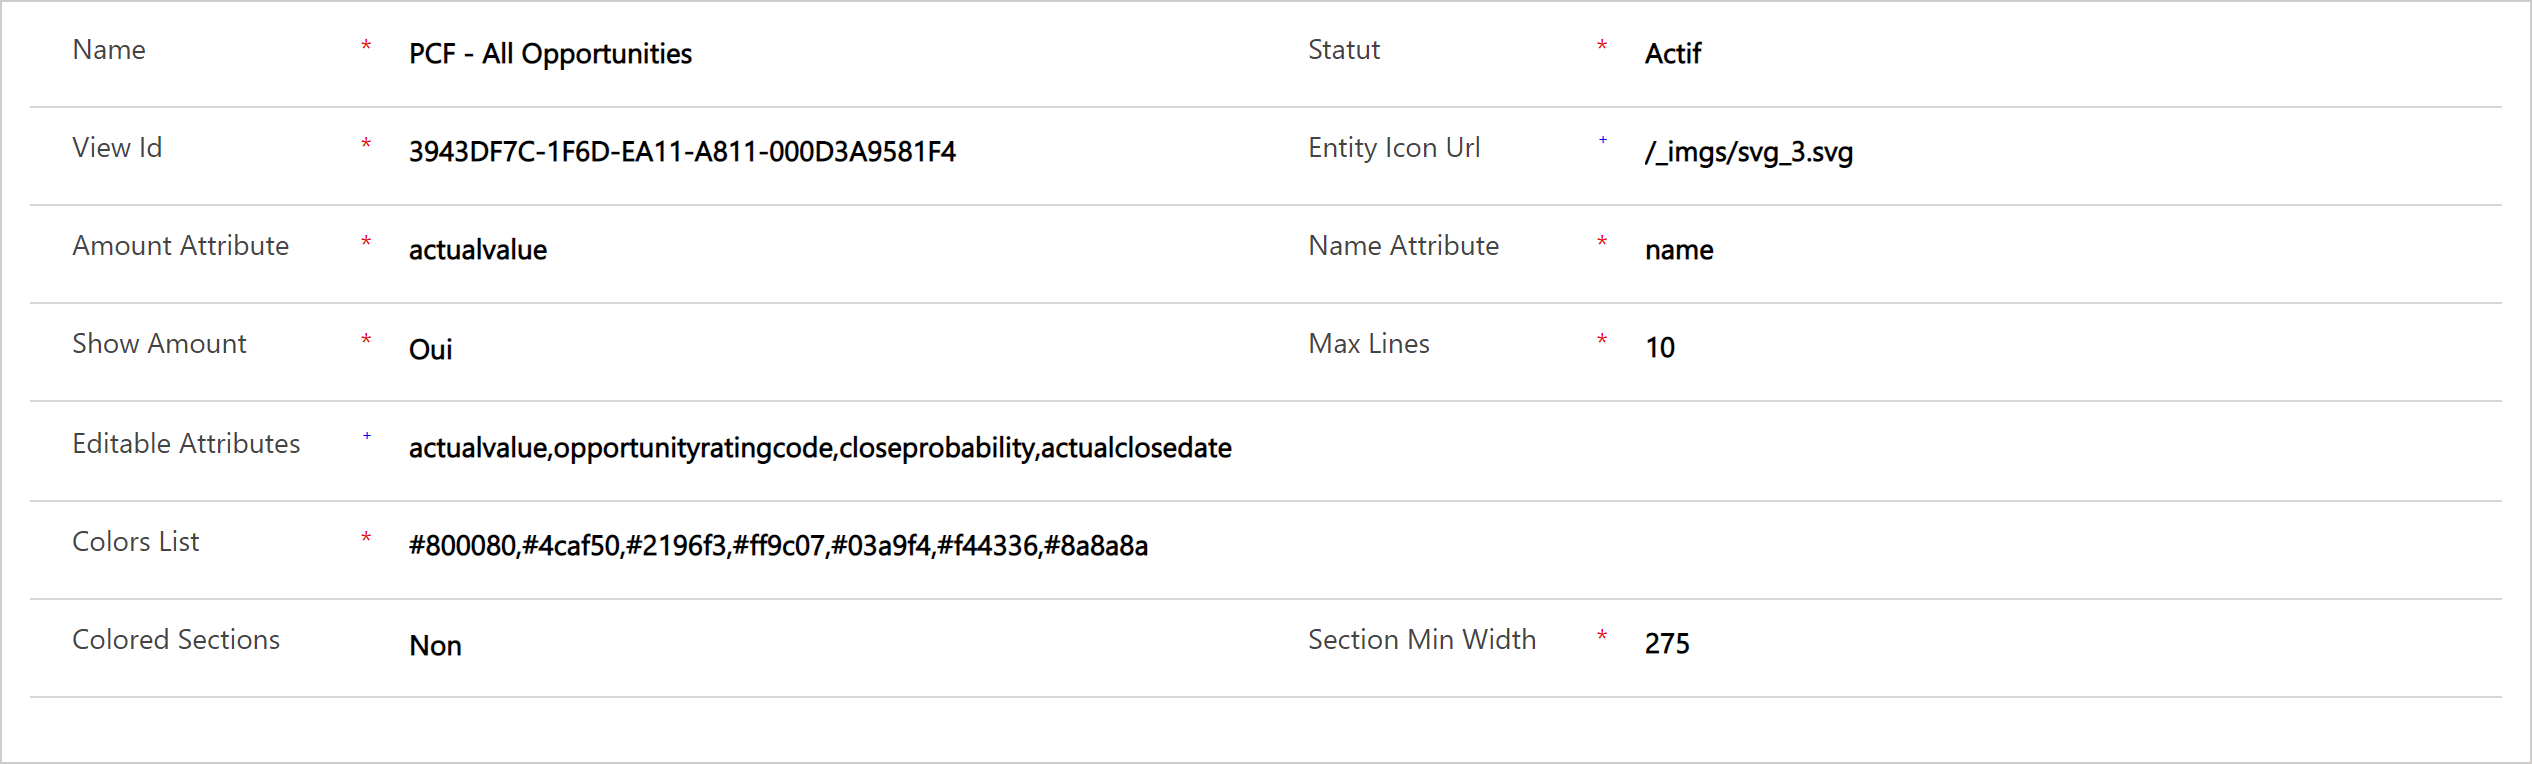 Name * PCF - All Opportunities Statut * Actif
View Id * 3943DF7C-1F6D-EA11-A811-000D3A9581F4 Entity Icon Url + /_imgs/svg_3.svg
Amount Attribute * actualvalue Name Attribute * name
Show Amount * Oui Max Lines * 10
Editable Attributes + actualvalue,opportunityratingcode,closeprobability,actualclosedate
Colors List * #800080,#4caf50,#2196f3,#ff9c07,#03a9f4,#f44336,#8a8a8a
Colored Sections Non Section Min Width * 275